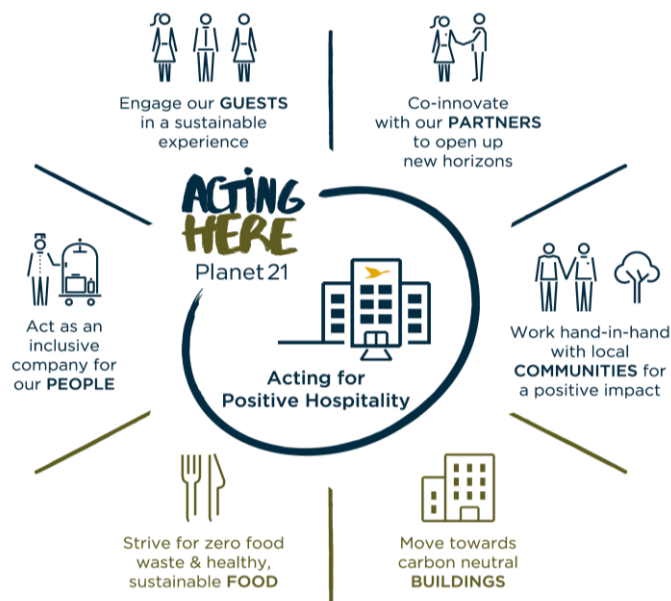 Engage our GUESTS
in a sustainable
experience
Co-innovate
with our PARTNERS
to open up
new horizons
ACTING
HERE
Planet 21
Act as an
inclusive
company for
our PEOPLE
Acting for
Positive Hospitality
Work hand-in-hand
with local
COMMUNITIES for
a positive impact
Strive for zero food
waste & healthy,
sustainable FOOD
Move towards
carbon neutral
BUILDINGS